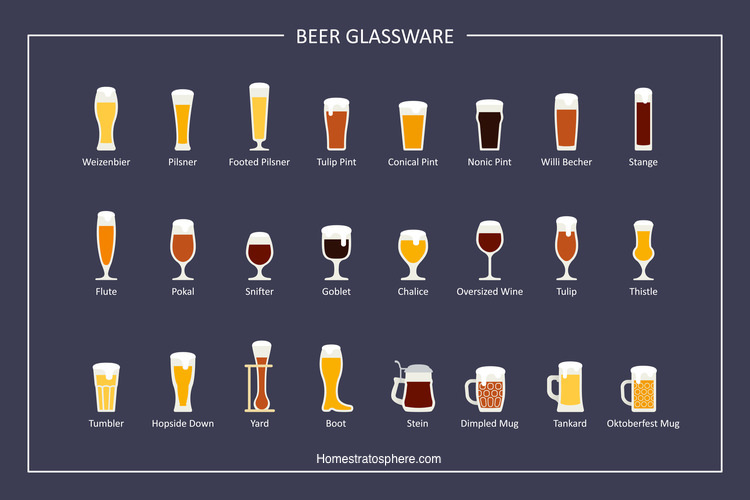 BEER GLASSWARE
Weizenbier Pilsner Footed Pilsner Tulip Pint Conical Pint Nonic Pint Willi Becher Stange
Flute Pokal Snifter Goblet Chalice Oversized Wine Tulip Thistle
Tumbler Hopside Down Yard Boot Stein Dimpled Mug Tankard Oktoberfest Mug
Homestratosphere.com